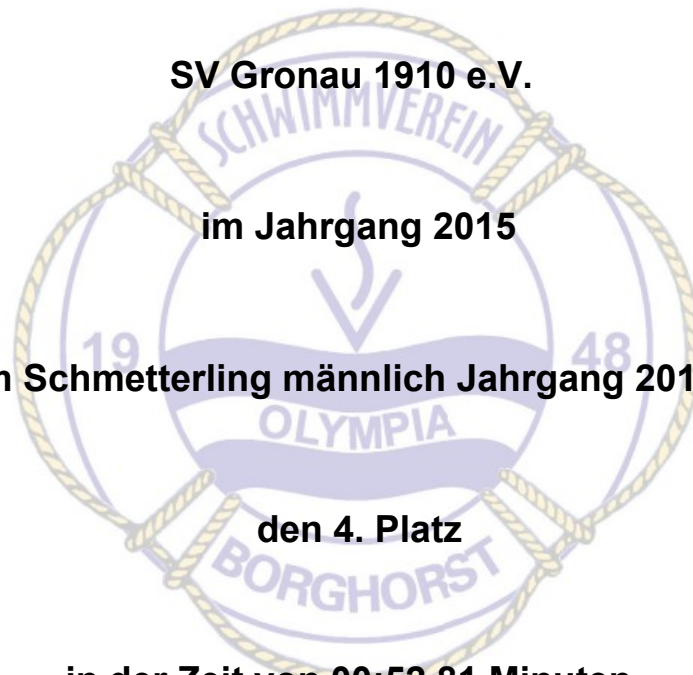 SV Gronau 1910 e.V.
SCHWIMMVEREIN
im Jahrgang 2015
19 48
Schmetterling männlich Jahrgang
OLYMPIA
den 4. Platz
BORGHORST
in der Zeit von 00:52,81 Minuten